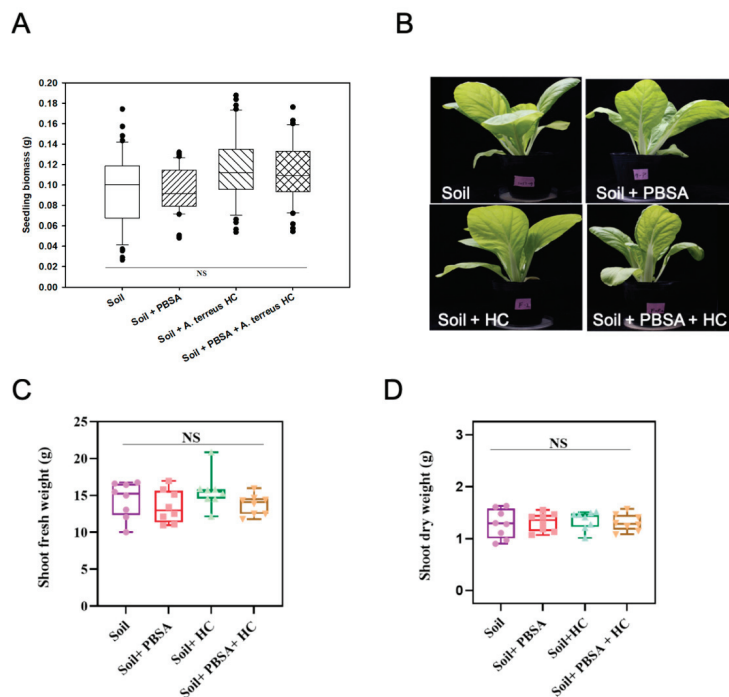 A
B
Seedling biomass (g)
0.20
0.18
0.16
0.14
0.12
0.10
0.08
0.06
0.04
0.02
0.00
NS
Soil
Soil + PBSA
Soil + A. terreus HC
Soil + PBSA + A. terreus HC
Soil
Soil + PBSA
Soil + HC
Soil + PBSA + HC
C
D
Shoot fresh weight (g)
25
20
15
10
5
0
NS
Soil
Soil+ PBSA
Soil+ HC
Soil+ PBSA + HC
Shoot dry weight (g)
3
2
1
0
NS
Soil
Soil+ PBSA
Soil+HC
Soil+ PBSA + HC